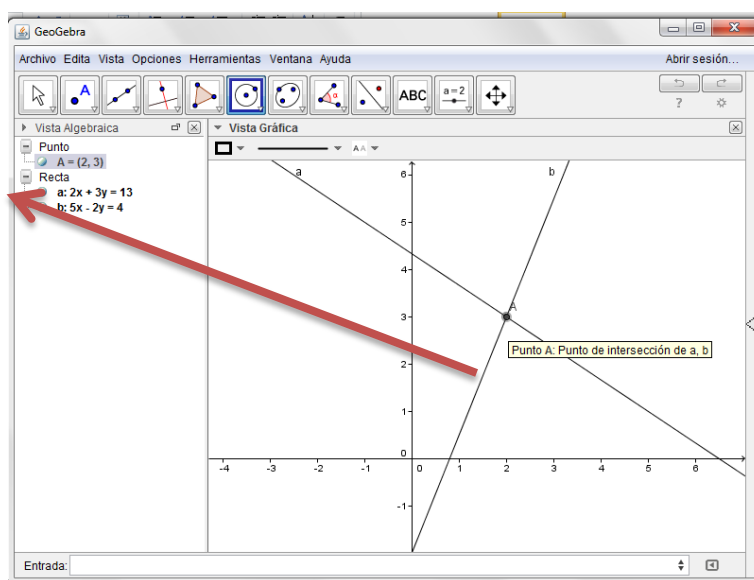 GeoGebra
Archivo Edita Vista Opciones Herramientas Ventana Ayuda
Abrir sesión...
A
α
ABC
a=2
?
Vista Algebraica
Vista Gráfica
Punto
A = (2, 3)
Recta
a: 2x + 3y = 13
b: 5x - 2y = 4
AA
a
b
6
5
4
3
2
1
0
-1
A
Punto A: Punto de intersección de a, b
-4 -3 -2 -1 0 1 2 3 4 5 6
Entrada: